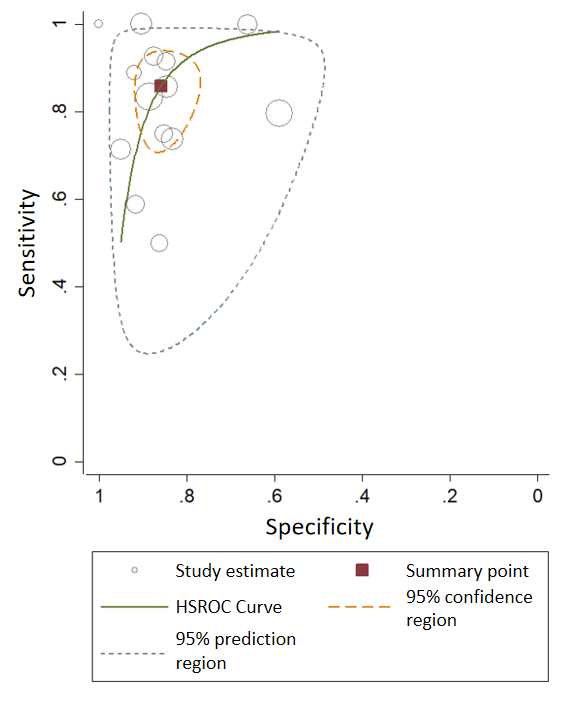 1
.8
.6
.4
.2
0
Sensitivity
1 .8 .6 .4 .2 0
Specificity
Study estimate
Summary point
HSROC Curve
95% confidence
region
95% prediction
region